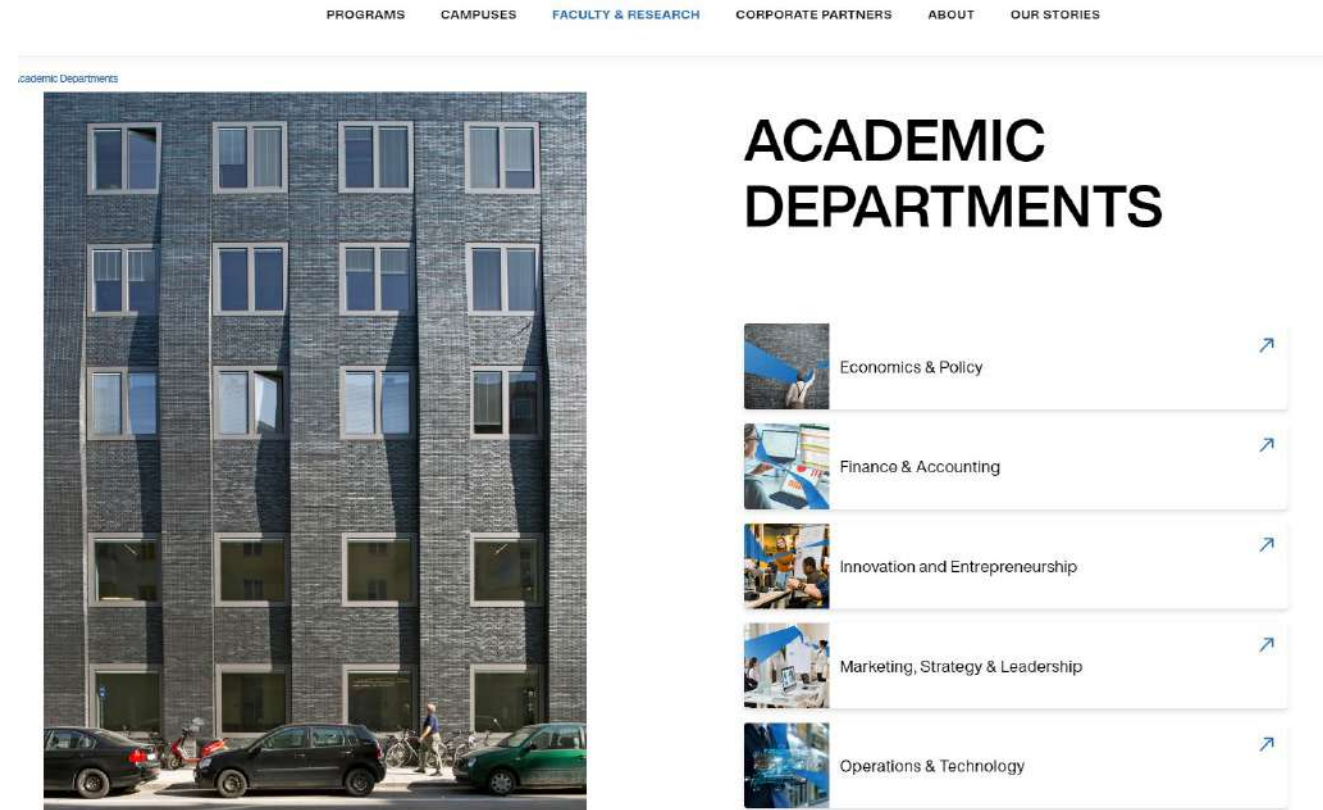 PROGRAMS CAMPUSES FACULTY & RESEARCH CORPORATE PARTNERS ABOUT OUR STORIES
cademic Departments
ACADEMIC
DEPARTMENTS
Economics & Policy
Finance & Accounting
Innovation and Entrepreneurship
Marketing, Strategy & Leadership
Operations & Technology